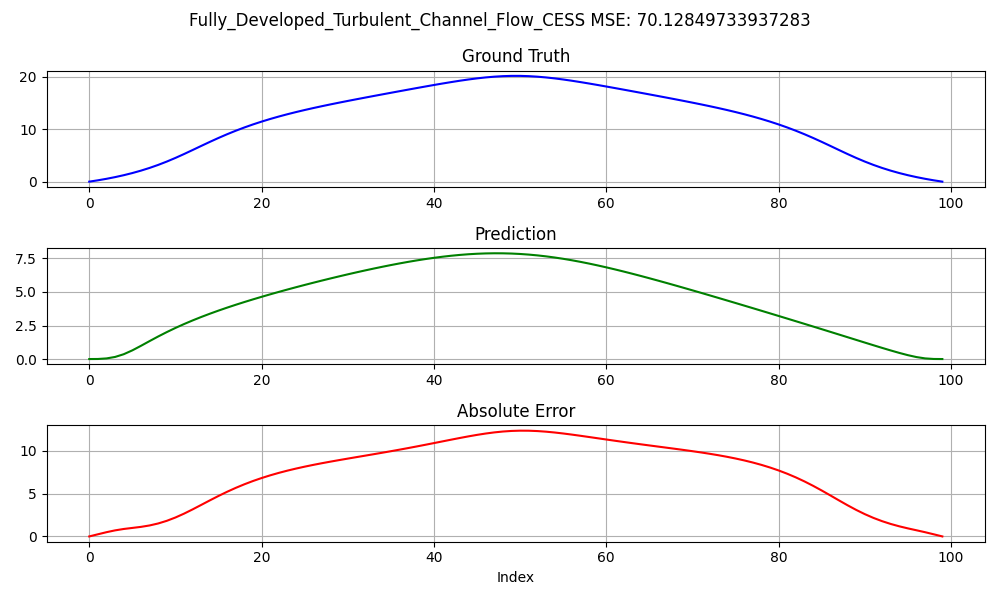 Fully_Developed_Turbulent_Channel_Flow_CESS MSE: 70.12849733937283
Ground Truth
20
10
0
0 20 40 60 80 100
Prediction
7.5
5.0
2.5
0.0
0 20 40 60 80 100
Absolute Error
10
5
0
0 20 40 60 80 100
Index